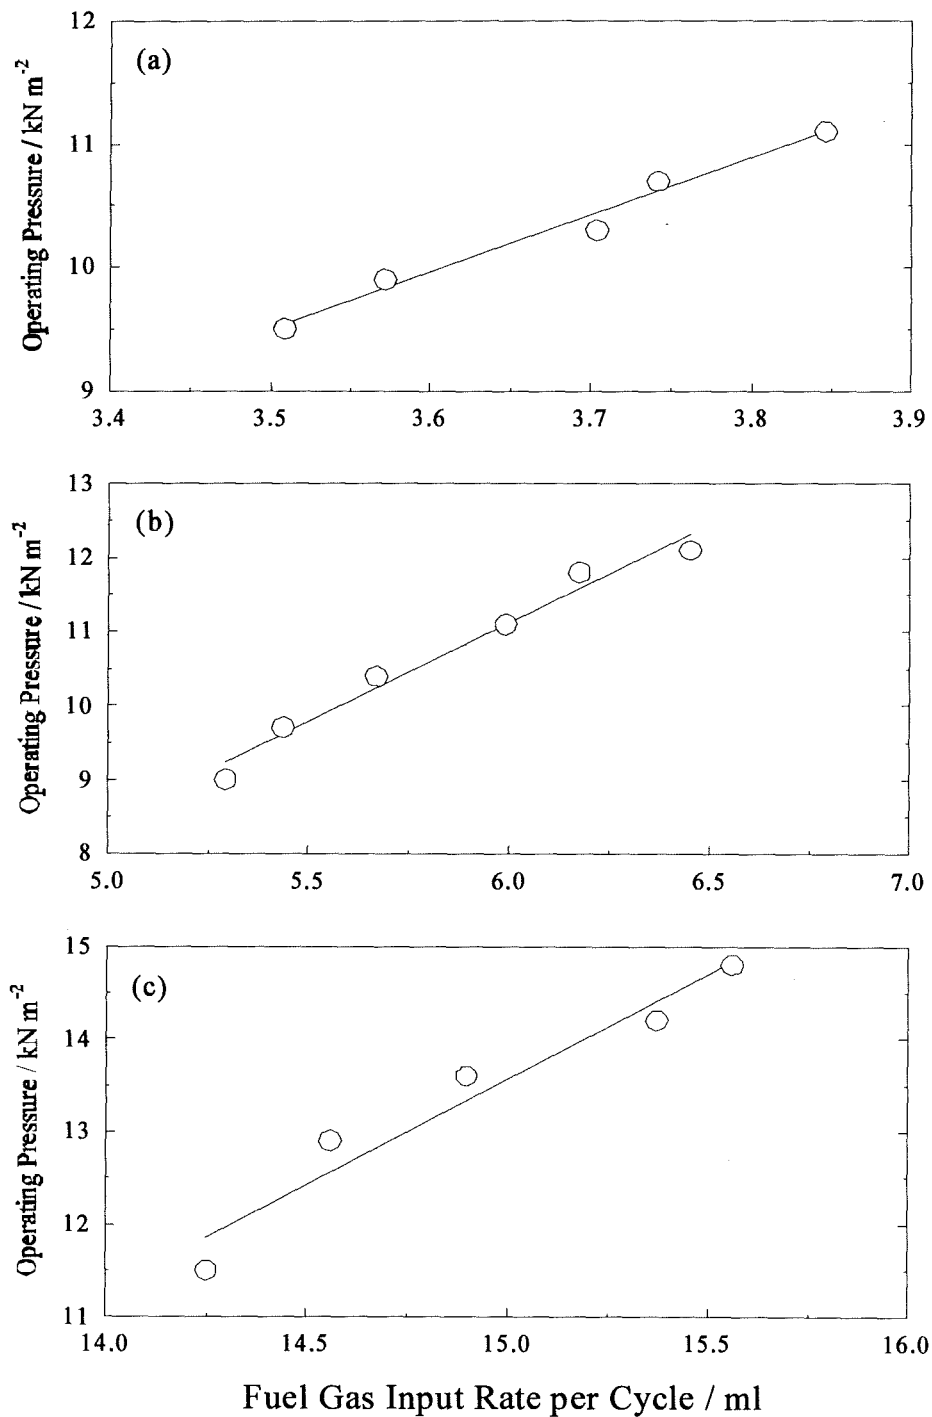 12
11
10
9
Operating Pressure / kN m⁻²
(a)
3.4 3.5 3.6 3.7 3.8 3.9
13
12
11
10
9
8
Operating Pressure / kN m⁻²
(b)
5.0 5.5 6.0 6.5 7.0
15
14
13
12
11
Operating Pressure / kN m⁻²
(c)
14.0 14.5 15.0 15.5 16.0
Fuel Gas Input Rate per Cycle / ml